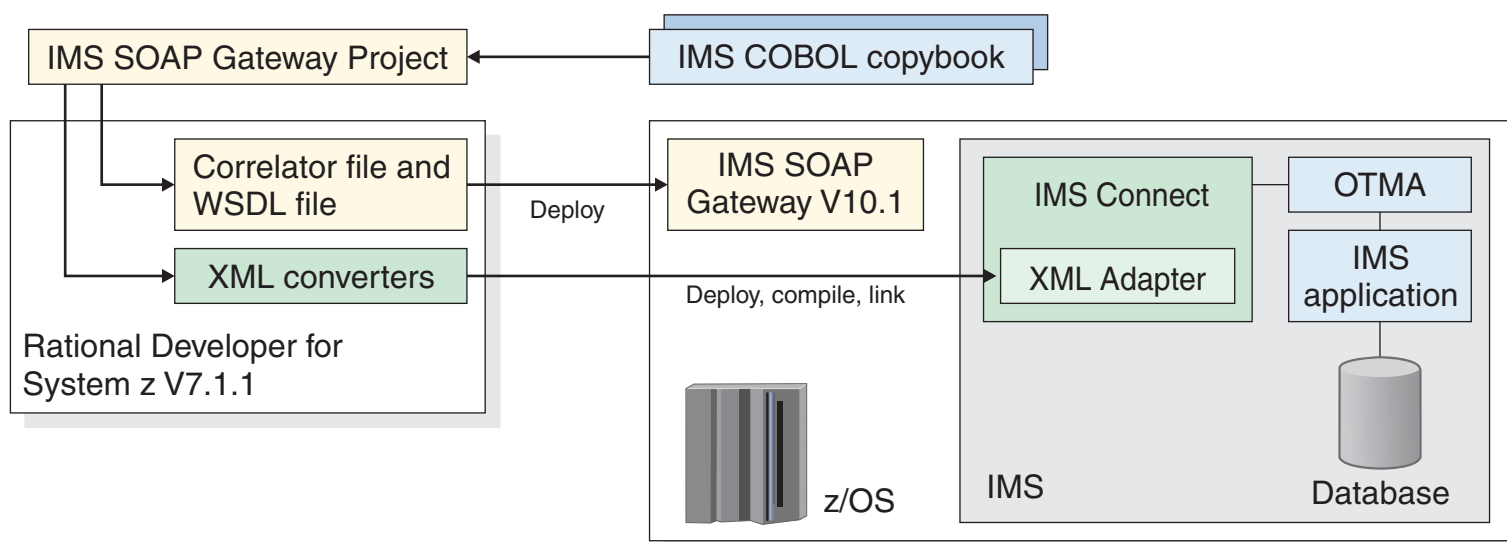 IMS SOAP Gateway Project
IMS COBOL copybook
Correlator file and
WSDL file
Deploy
IMS SOAP
Gateway V10.1
IMS Connect
OTMA
XML converters
Deploy, compile, link
XML Adapter
IMS
application
Rational Developer for
System z V7.1.1
z/OS
IMS
Database